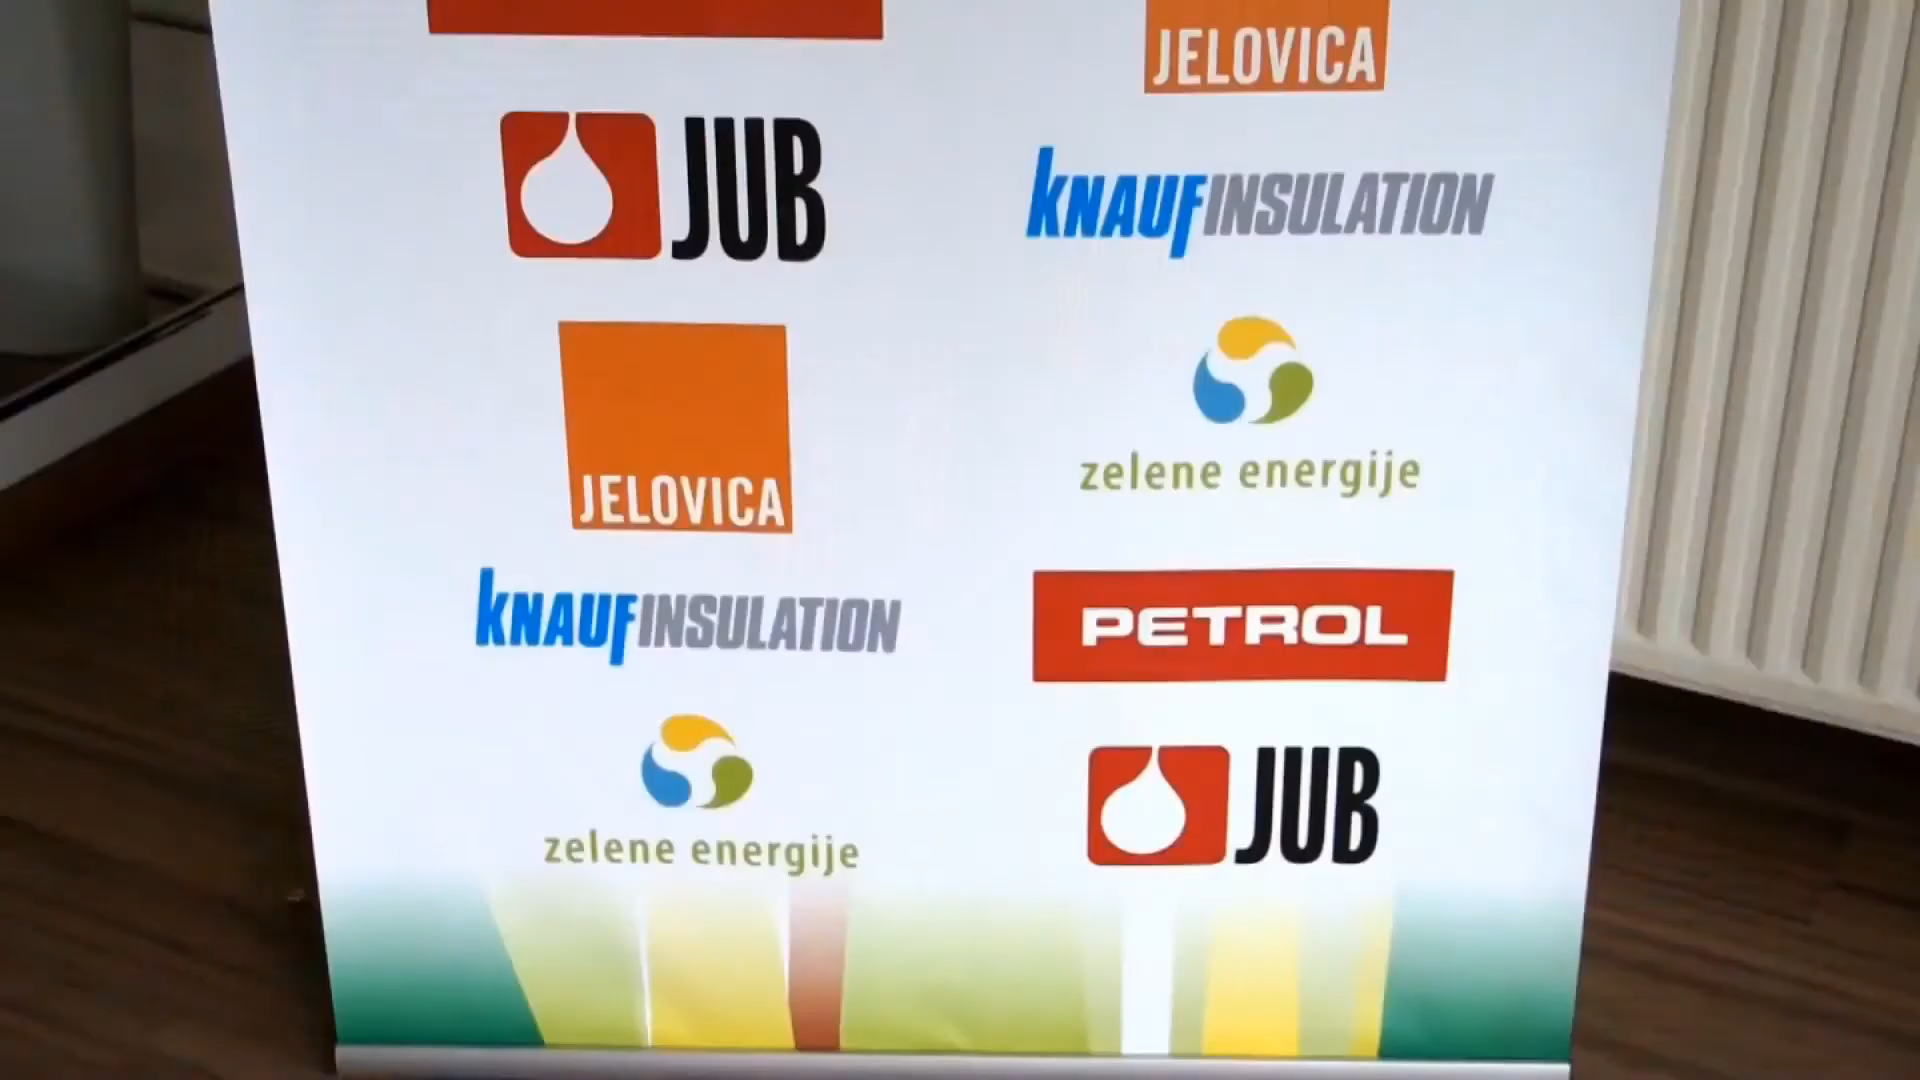 JUB
JELOVICA
KNAUFINSULATION
zelene energije
JELOVICA
KNAUFINSULATION
zelene energije
PETROL
JUB